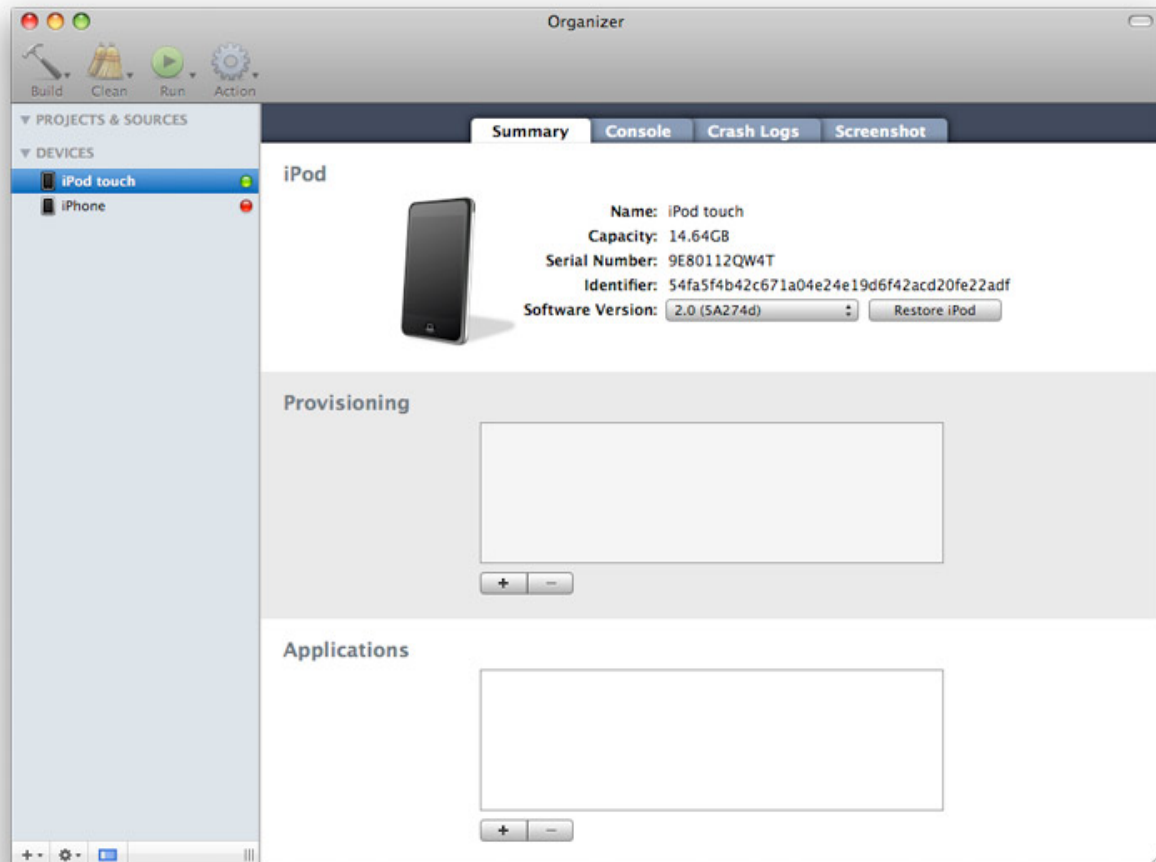 Organizer
Build Clean Run Action
PROJECTS & SOURCES
DEVICES
iPod touch
iPhone
Summary Console Crash Logs Screenshot
iPod
Name: iPod touch
Capacity: 14.64GB
Serial Number: 9E80112QW4T
Identifier: 54fa5f4b42c671a04e24e19d6f42acd20fe22adf
Software Version: 2.0 (5A274d) Restore iPod
Provisioning
+ −
Applications
+ −